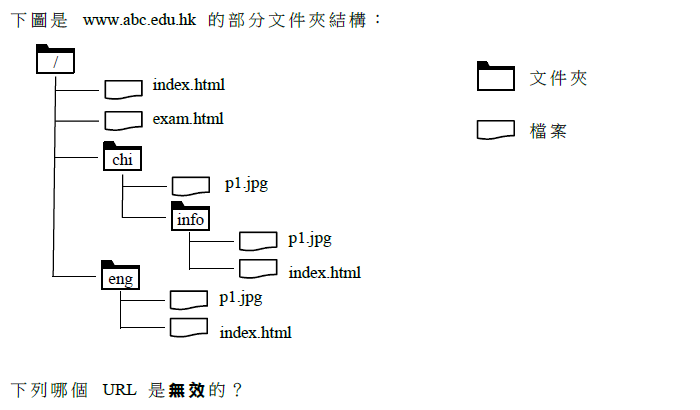 下圖是 www.abc.edu.hk 的部分文件夾結構：
/
文件夾
index.html
exam.html
檔案
chi
p1.jpg
info
p1.jpg
index.html
eng
p1.jpg
index.html
下列哪個 URL 是無效的？